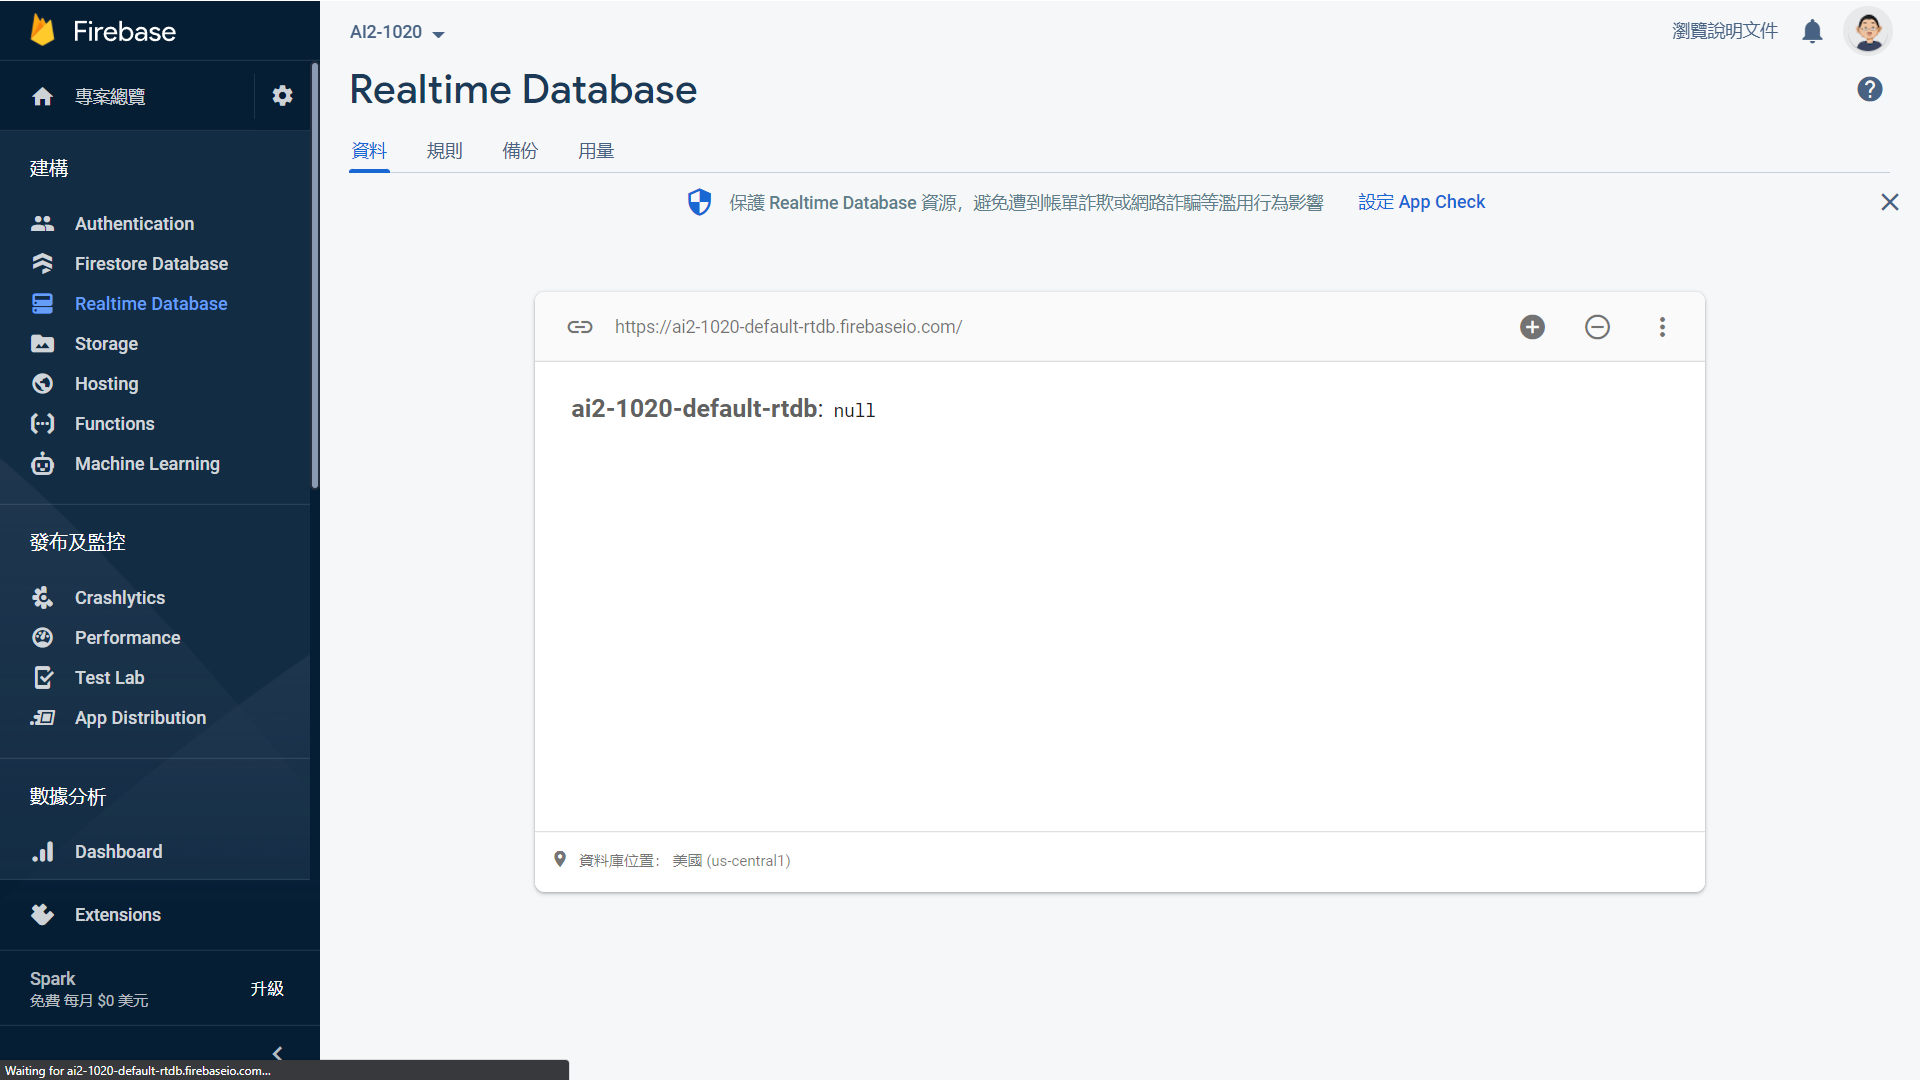 Firebase
專案總覽
建構
Authentication
Firestore Database
Realtime Database
Storage
Hosting
Functions
Machine Learning
發布及監控
Crashlytics
Performance
Test Lab
App Distribution
數據分析
Dashboard
Extensions
Spark
免費 每月 $0 美元
升級
Waiting for ai2-1020-default-rtdb.firebaseio.com...
AI2-1020
瀏覽說明文件
Realtime Database
資料 規則 備份 用量
保護 Realtime Database 資源，避免遭到帳單詐欺或網路詐騙等濫用行為影響 設定 App Check
https://ai2-1020-default-rtdb.firebaseio.com/
ai2-1020-default-rtdb: null
資料庫位置： 美國 (us-central1)